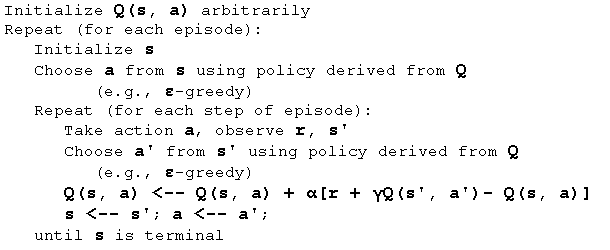 Initialize Q(s, a) arbitrarily
Repeat (for each episode):
Initialize s
Choose a from s using policy derived from Q
(e.g., ε-greedy)
Repeat (for each step of episode):
Take action a, observe r, s'
Choose a' from s' using policy derived from Q
(e.g., ε-greedy)
Q(s, a) <-- Q(s, a) + α[r + γQ(s', a')- Q(s, a)]
s <-- s'; a <-- a';
until s is terminal